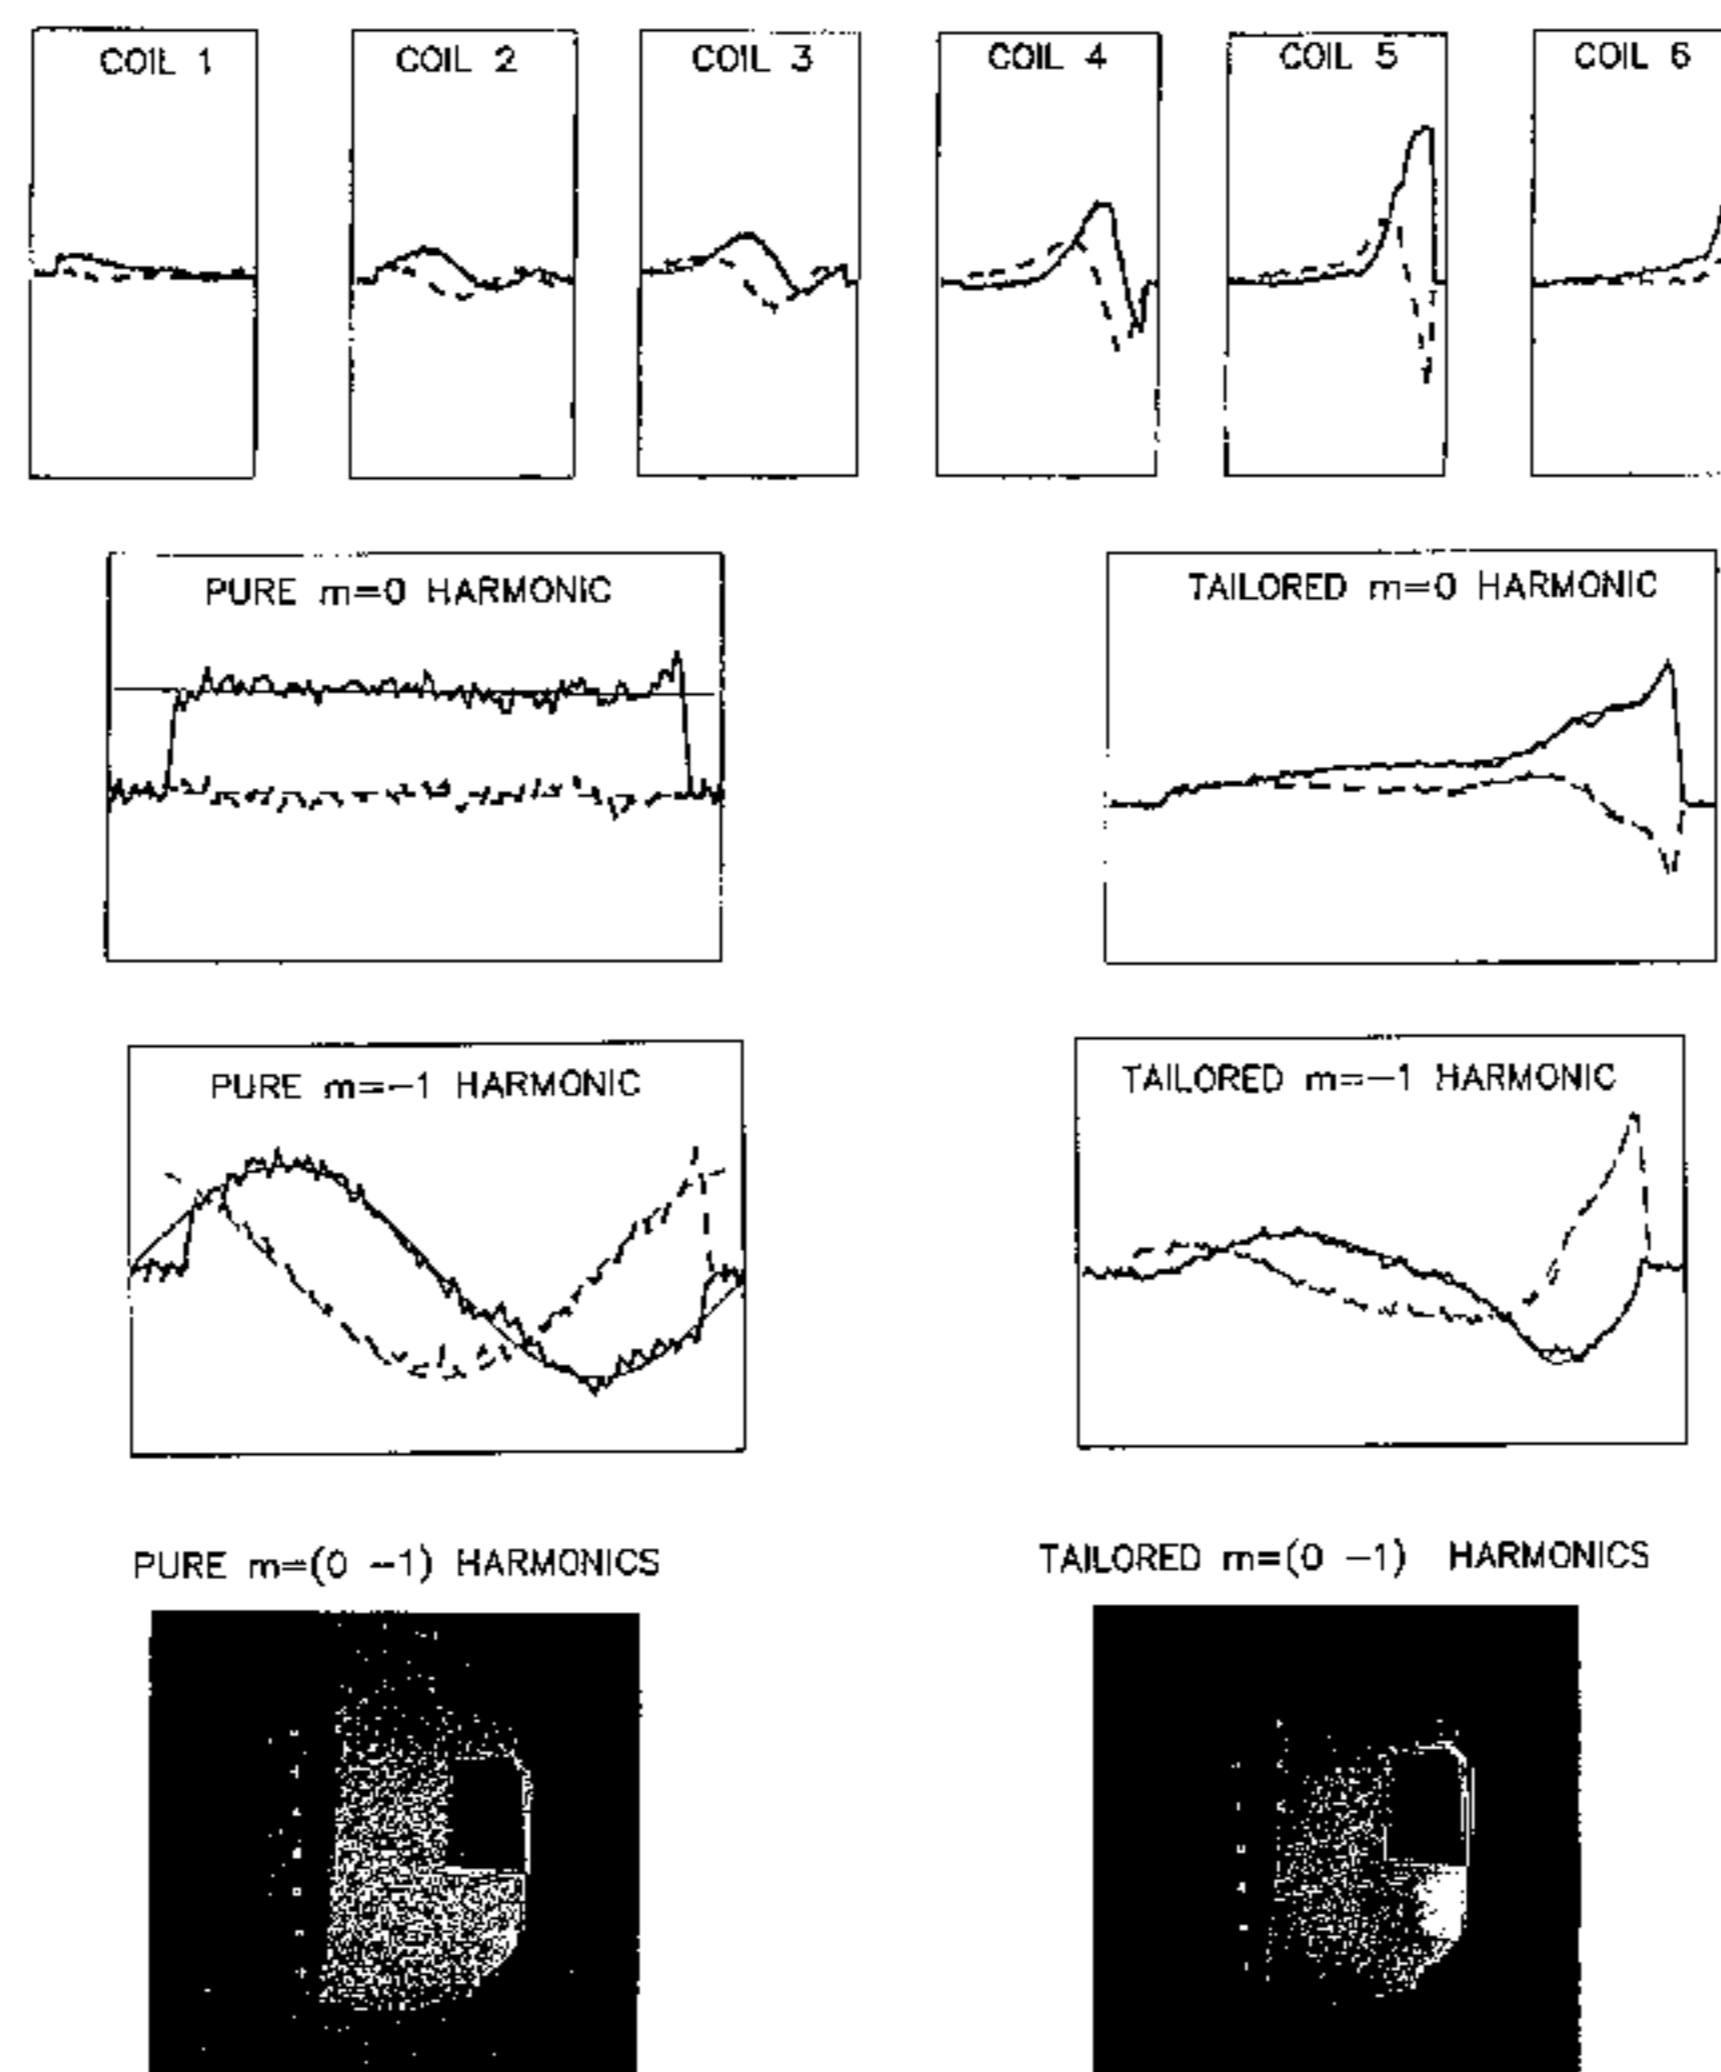 COIL 1
COIL 2
COIL 3
COIL 4
COIL 5
COIL 6
PURE m=0 HARMONIC
TAILORED m=0 HARMONIC
PURE m=-1 HARMONIC
TAILORED m=-1 HARMONIC
PURE m=(0 -1) HARMONICS
TAILORED m=(0 -1) HARMONICS